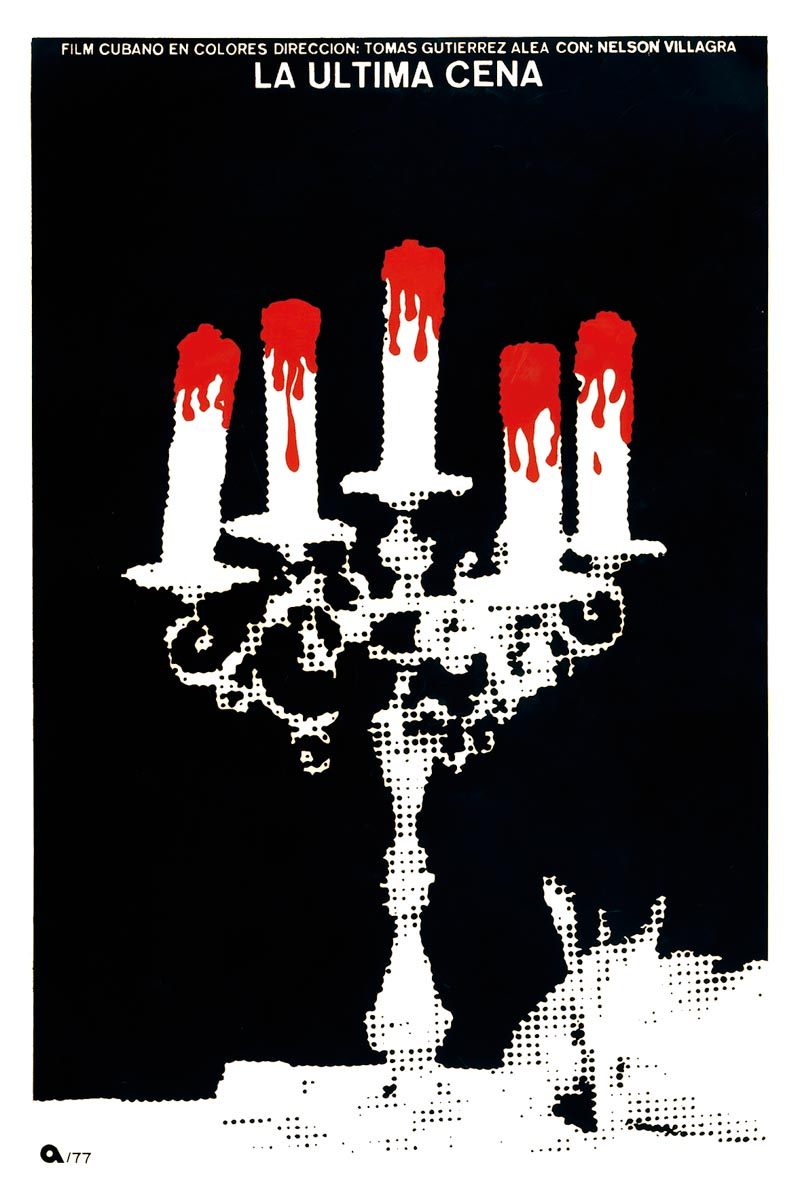 FILM CUBANO EN COLORES DIRECCION: TOMAS GUTIERREZ ALEA CON: NELSON VILLAGRA
LA ULTIMA CENA
a/77